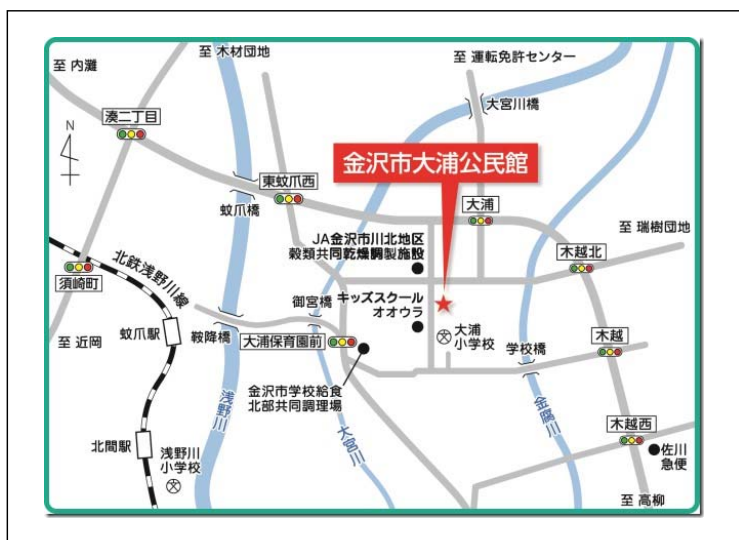 至 木材団地
至 内灘
至 運転免許センター
大宮川橋
湊二丁目
N
金沢市大浦公民館
東蚊爪西
蚊爪橋
大浦
至 瑞樹団地
JA金沢市川北地区
穀類共同乾燥調製施設
木越北
北鉄浅野川線
須崎町
御宮橋
キッズスクール
オオウラ
蚊爪駅
鞍降橋
大浦保育園前
大浦
小学校
文
学校橋
木越
至 近岡
金沢市学校給食
北部共同調理場
浅野川
大宮川
金腐川
木越西
北間駅
浅野川
小学校
文
佐川
急便
至 高柳